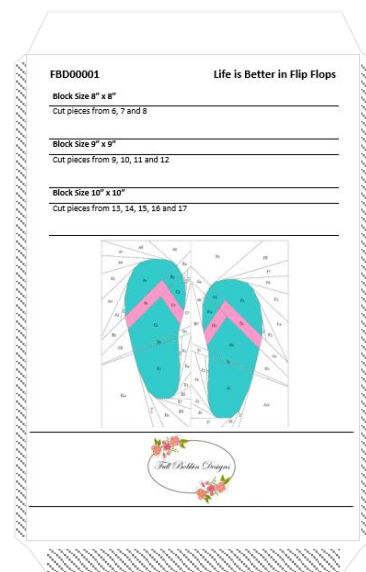 FBD00001 Life is Better in Flip Flops
Block Size 8" x 8"
Cut pieces from 6, 7 and 8
Block Size 9" x 9"
Cut pieces from 9, 10, 11 and 12
Block Size 10" x 10"
Cut pieces from 13, 14, 15, 16 and 17
Full Bobbin Designs